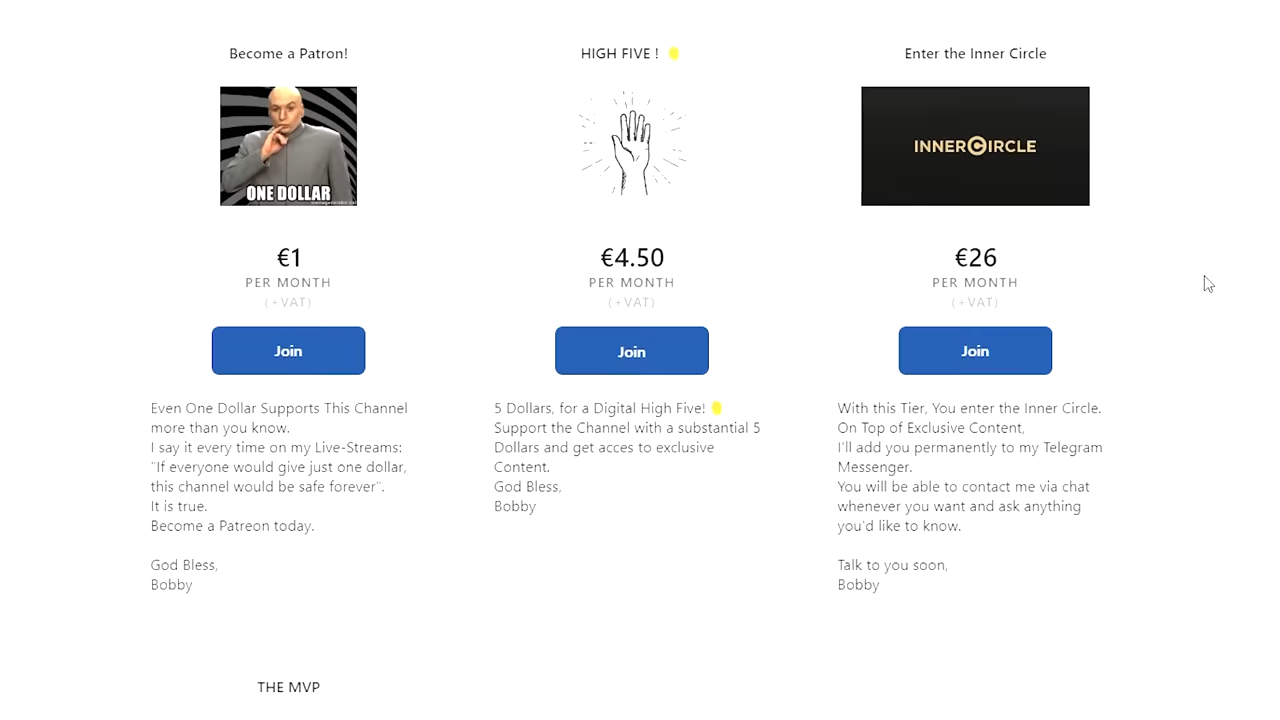 Become a Patron!
ONE DOLLAR
€1
PER MONTH
(+VAT)
Join
Even One Dollar Supports This Channel
more than you know.
I say it every time on my Live-Streams:
"If everyone would give just one dollar,
this channel would be safe forever".
It is true.
Become a Patreon today.
God Bless,
Bobby
HIGH FIVE !
€4.50
PER MONTH
(+VAT)
Join
5 Dollars, for a Digital High Five!
Support the Channel with a substantial 5
Dollars and get acces to exclusive
Content.
God Bless,
Bobby
Enter the Inner Circle
INNERCIRCLE
€26
PER MONTH
(+VAT)
Join
With this Tier, You enter the Inner Circle.
On Top of Exclusive Content,
I'll add you permanently to my Telegram
Messenger.
You will be able to contact me via chat
whenever you want and ask anything
you'd like to know.
Talk to you soon,
Bobby
THE MVP